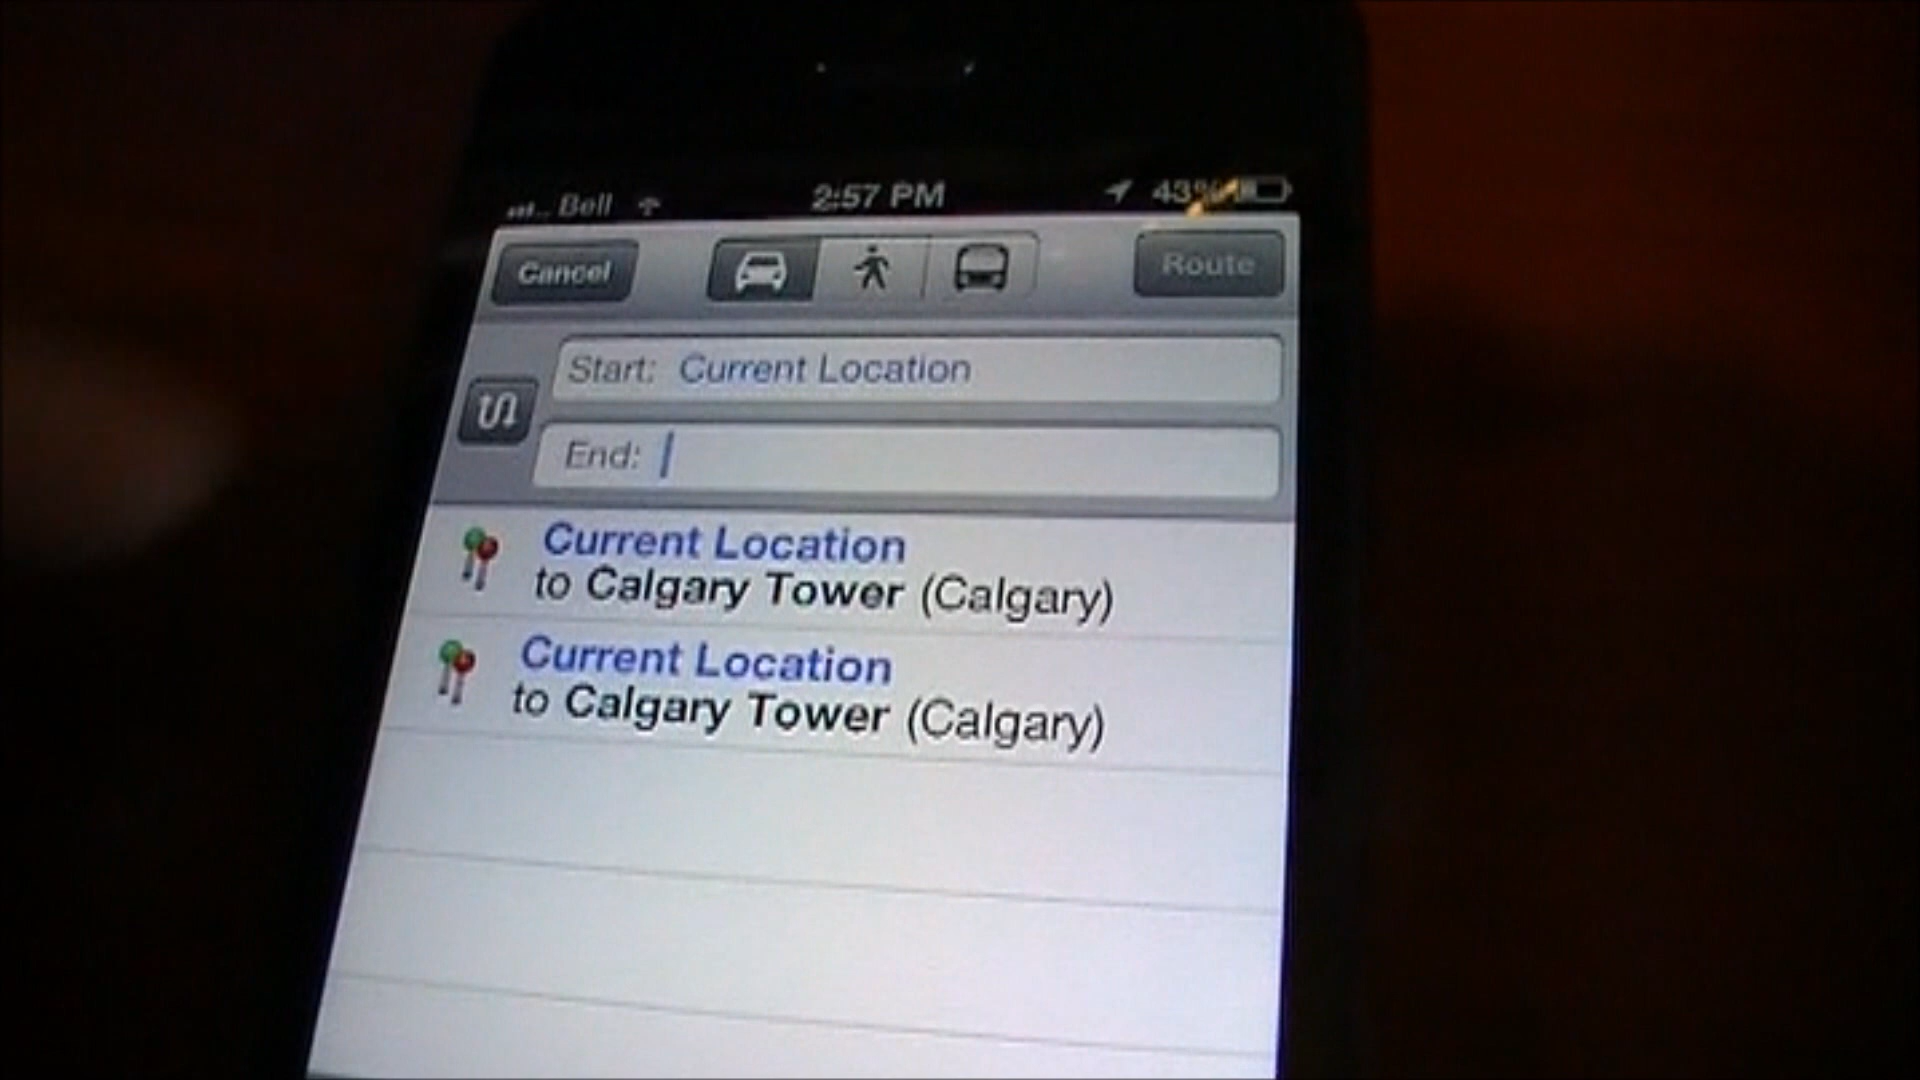 Bell 2:57 PM 43%
Cancel Route
Start: Current Location
End:
Current Location
to Calgary Tower (Calgary)
Current Location
to Calgary Tower (Calgary)